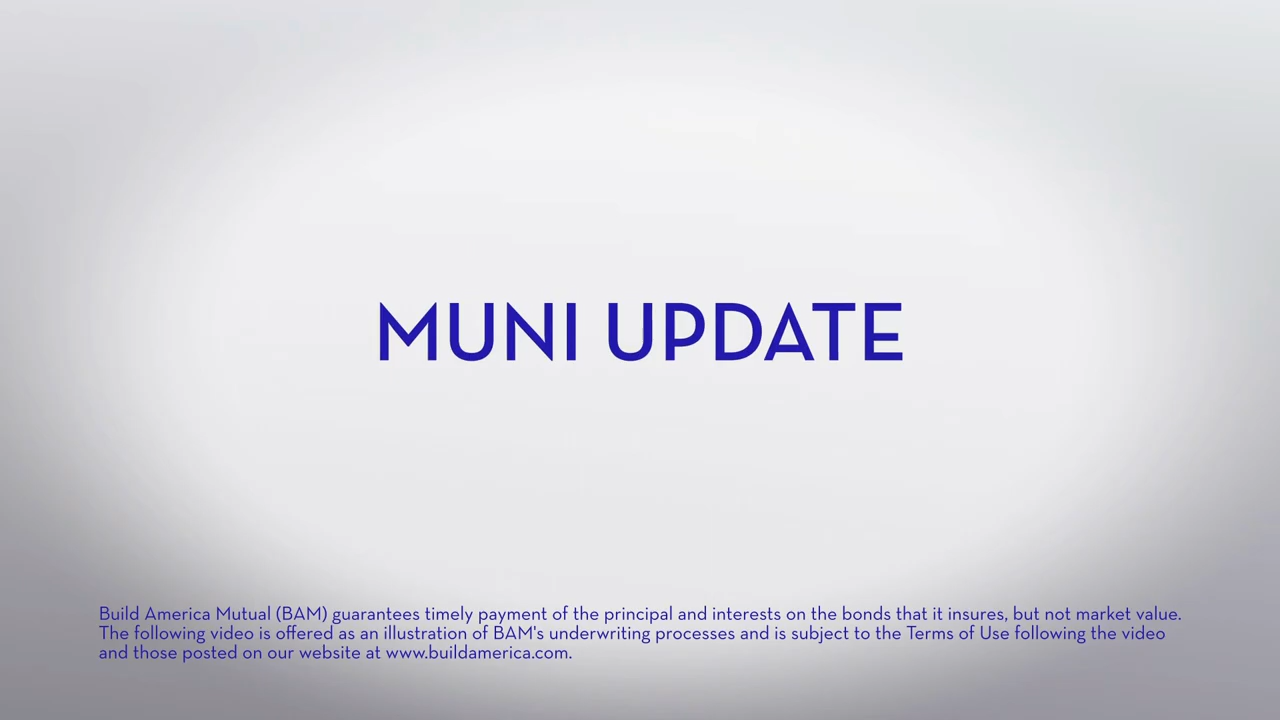 MUNI UPDATE
Build America Mutual (BAM) guarantees timely payment of the principal and interests on the bonds that it insures, but not market value.
The following video is offered as an illustration of BAM's underwriting processes and is subject to the Terms of Use following the video
and those posted on our website at www.buildamerica.com.